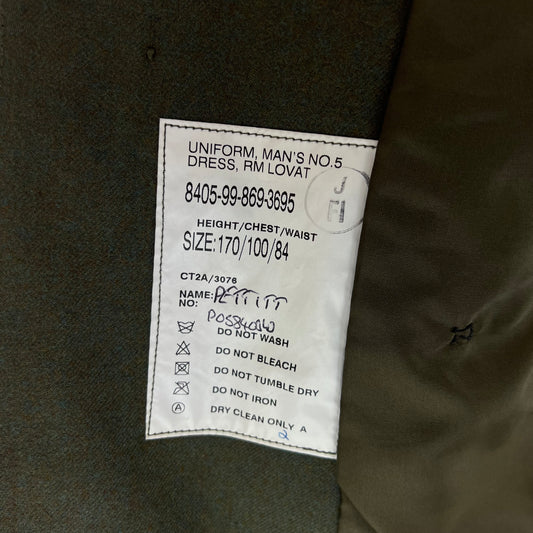 UNIFORM, MAN'S NO.5
DRESS, RM LOVAT
8405-99-869-3695
J
F1
HEIGHT/CHEST/WAIST
SIZE:170/100/84
CT2A/3076
NAME: PETTITT
NO:
DO NOT WASH
DO NOT BLEACH
DO NOT TUMBLE DRY
DO NOT IRON
A DRY CLEAN ONLY A
2